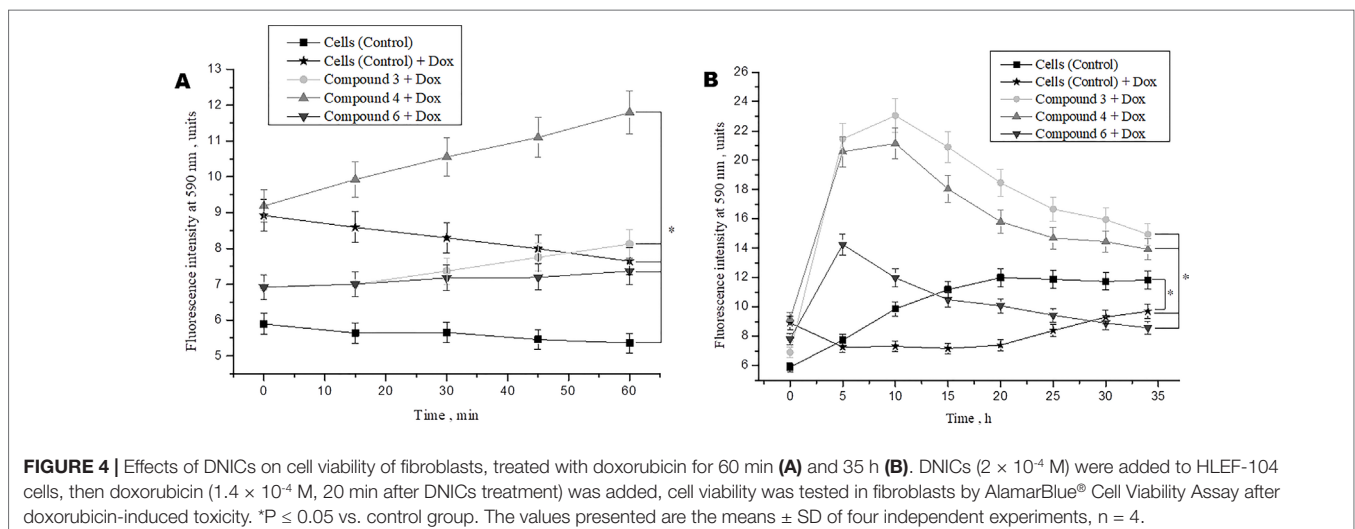 A
Cells (Control)
Cells (Control) + Dox
Compound 3 + Dox
Compound 4 + Dox
Compound 6 + Dox
Fluorescence intensity at 590 nm , units
13
12
11
10
9
8
7
6
5
0 10 20 30 40 50 60
Time , min
*
B
Cells (Control)
Cells (Control) + Dox
Compound 3 + Dox
Compound 4 + Dox
Compound 6 + Dox
Fluorescence intensity at 590 nm , units
26
24
22
20
18
16
14
12
10
8
6
0 5 10 15 20 25 30 35
Time , h
*
*
FIGURE 4 | Effects of DNICs on cell viability of fibroblasts, treated with doxorubicin for 60 min (A) and 35 h (B). DNICs (2 × 10⁻⁴ M) were added to HLEF-104
cells, then doxorubicin (1.4 × 10⁻⁴ M, 20 min after DNICs treatment) was added, cell viability was tested in fibroblasts by AlamarBlue® Cell Viability Assay after
doxorubicin-induced toxicity. *P ≤ 0.05 vs. control group. The values presented are the means ± SD of four independent experiments, n = 4.